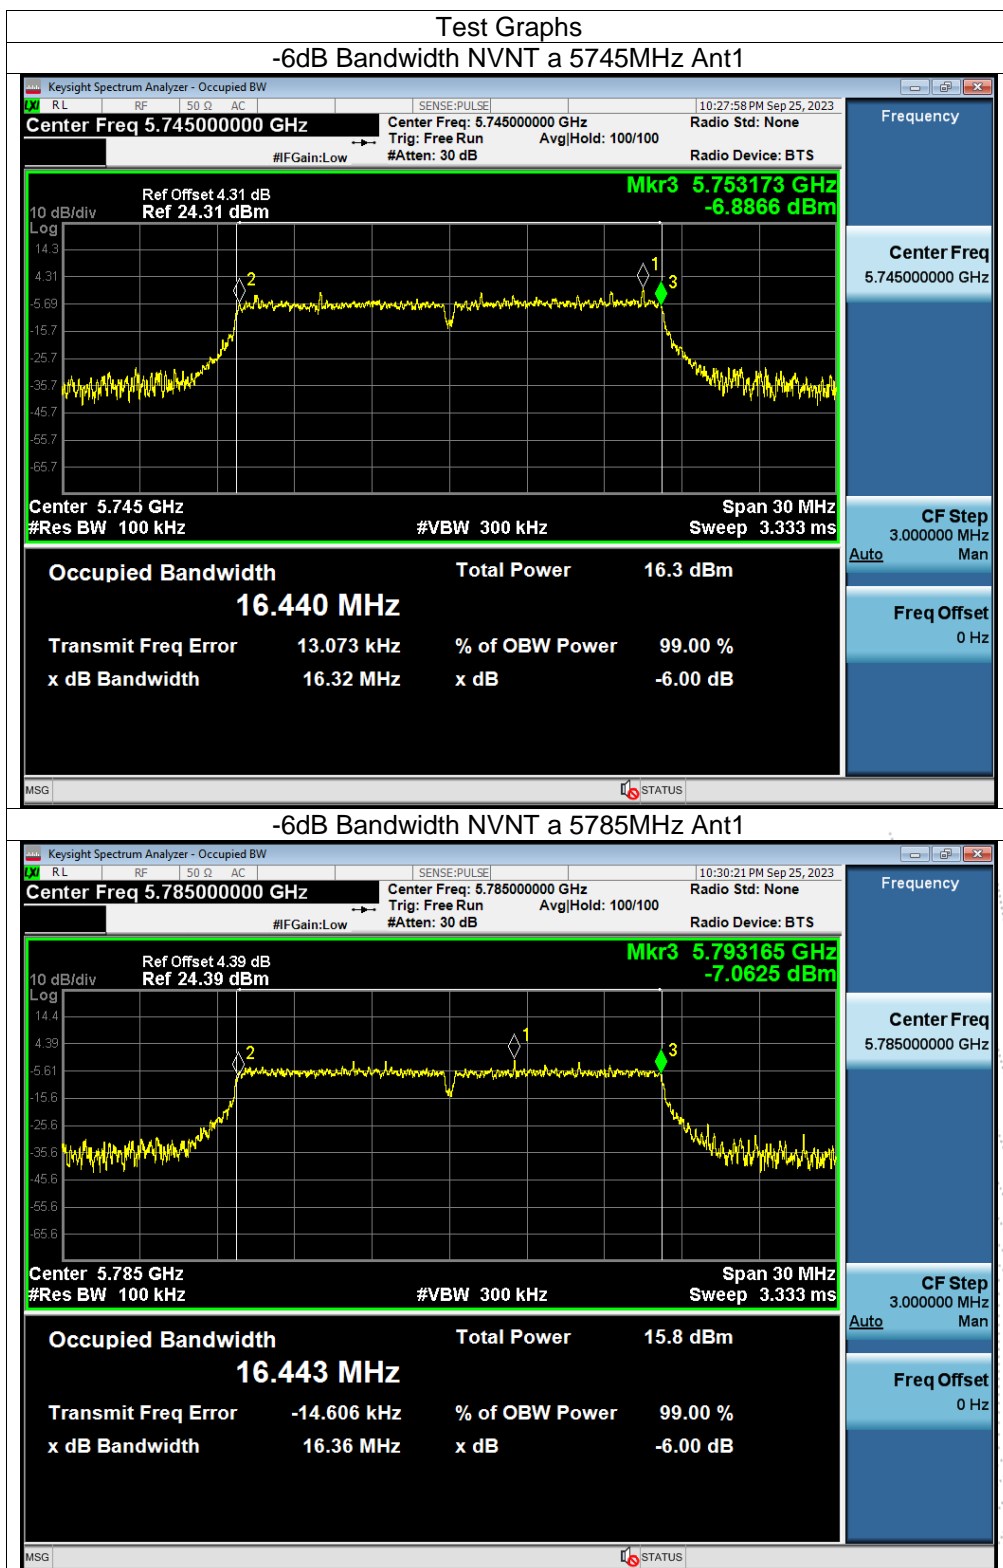 Test Graphs
-6dB Bandwidth NVNT a 5745MHz Ant1
Keysight Spectrum Analyzer - Occupied BW
LXI RL RF 50 Ω AC SENSE:PULSE 10:27:58 PM Sep 25, 2023
Center Freq 5.745000000 GHz Center Freq: 5.745000000 GHz Radio Std: None Frequency
Trig: Free Run Avg|Hold: 100/100
#IFGain:Low #Atten: 30 dB Radio Device: BTS
Mkr3 5.753173 GHz
Ref Offset 4.31 dB
-6.8866 dBm
10 dB/div Ref 24.31 dBm
Log
14.3
Center Freq
5.745000000 GHz
4.31
-5.69
-15.7
-25.7
-35.7
-45.7
-55.7
-65.7
1
2
3
Center 5.745 GHz Span 30 MHz
#Res BW 100 kHz #VBW 300 kHz Sweep 3.333 ms
CF Step
3.000000 MHz
Auto Man
Occupied Bandwidth Total Power 16.3 dBm
16.440 MHz
Freq Offset
0 Hz
Transmit Freq Error 13.073 kHz % of OBW Power 99.00 %
x dB Bandwidth 16.32 MHz x dB -6.00 dB
MSG STATUS
-6dB Bandwidth NVNT a 5785MHz Ant1
Keysight Spectrum Analyzer - Occupied BW
LXI RL RF 50 Ω AC SENSE:PULSE 10:30:21 PM Sep 25, 2023
Center Freq 5.785000000 GHz Center Freq: 5.785000000 GHz Radio Std: None Frequency
Trig: Free Run Avg|Hold: 100/100
#IFGain:Low #Atten: 30 dB Radio Device: BTS
Mkr3 5.793165 GHz
Ref Offset 4.39 dB
-7.0625 dBm
10 dB/div Ref 24.39 dBm
Log
14.4
Center Freq
5.785000000 GHz
4.39
-5.61
-15.6
-25.6
-35.6
-45.6
-55.6
-65.6
1
2
3
Center 5.785 GHz Span 30 MHz
#Res BW 100 kHz #VBW 300 kHz Sweep 3.333 ms
CF Step
3.000000 MHz
Auto Man
Occupied Bandwidth Total Power 15.8 dBm
16.443 MHz
Freq Offset
0 Hz
Transmit Freq Error -14.606 kHz % of OBW Power 99.00 %
x dB Bandwidth 16.36 MHz x dB -6.00 dB
MSG STATUS